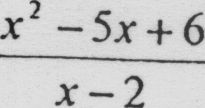 x² − 5x + 6
x − 2